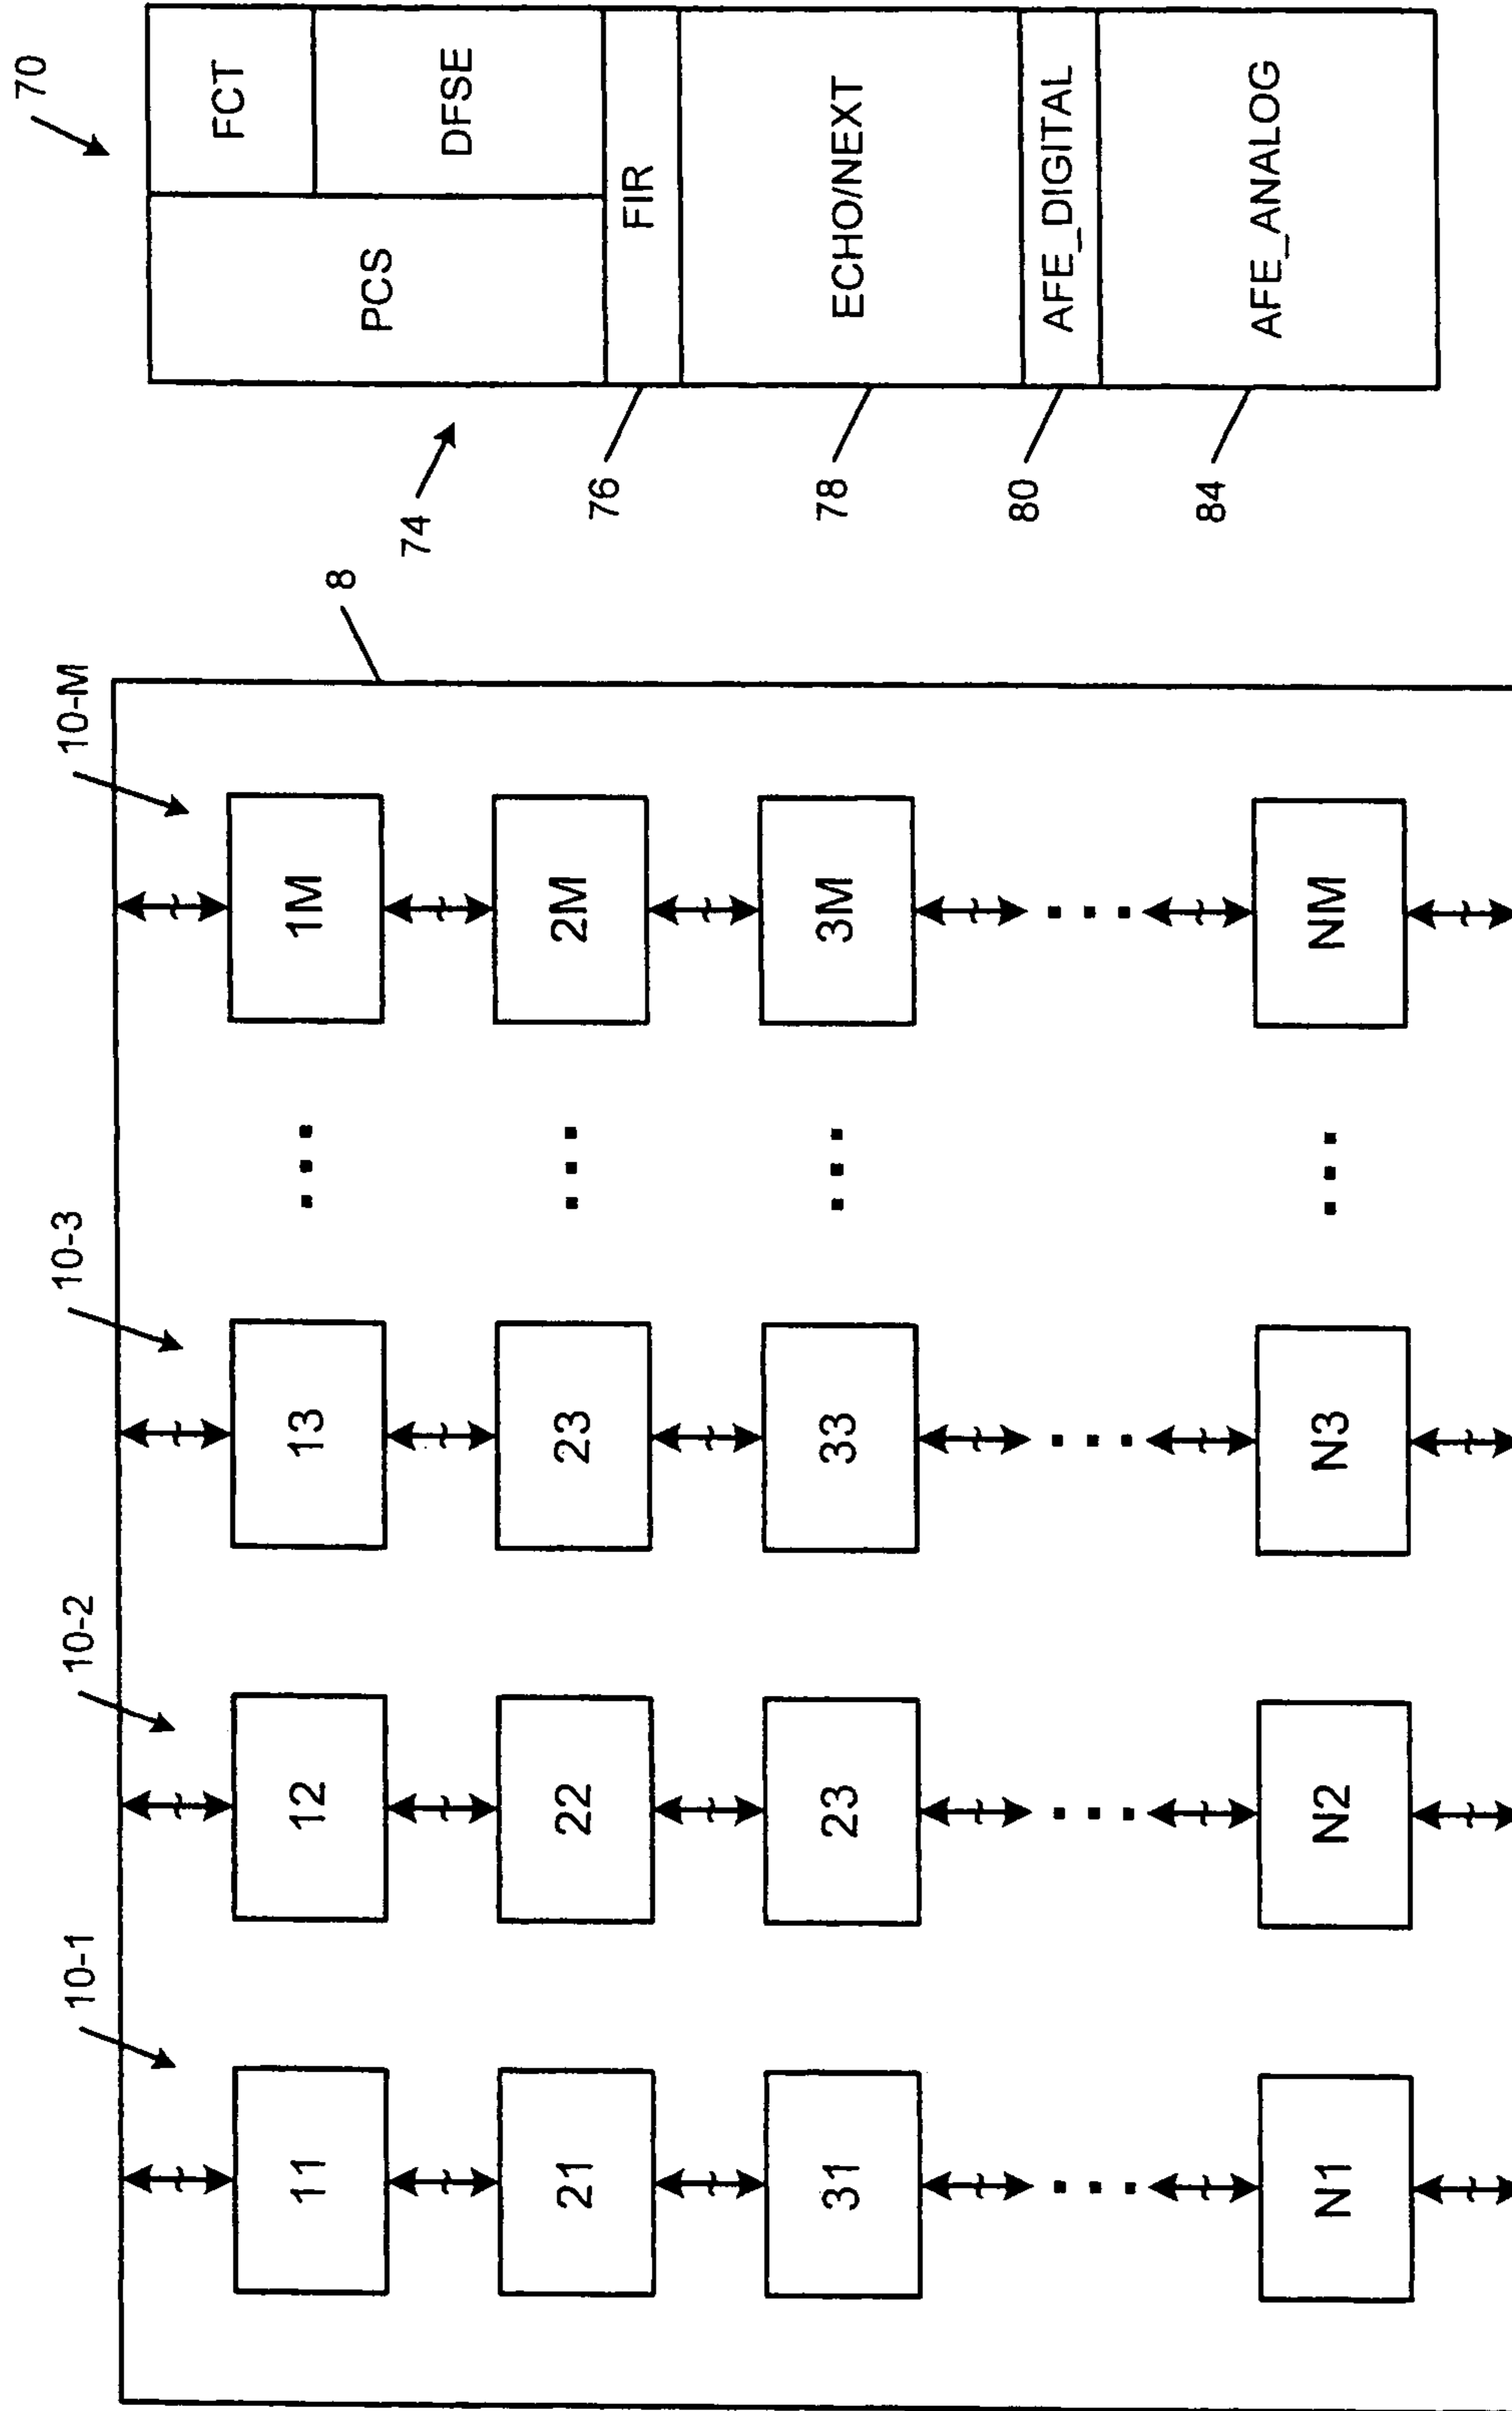 10-1
10-2
10-3
10-M
8
11
12
13
1M
21
22
23
2M
31
23
33
3M
N1
N2
N3
NM
70
74
76
78
80
84
PCS
FCT
DFSE
FIR
ECHO/NEXT
AFE_DIGITAL
AFE_ANALOG